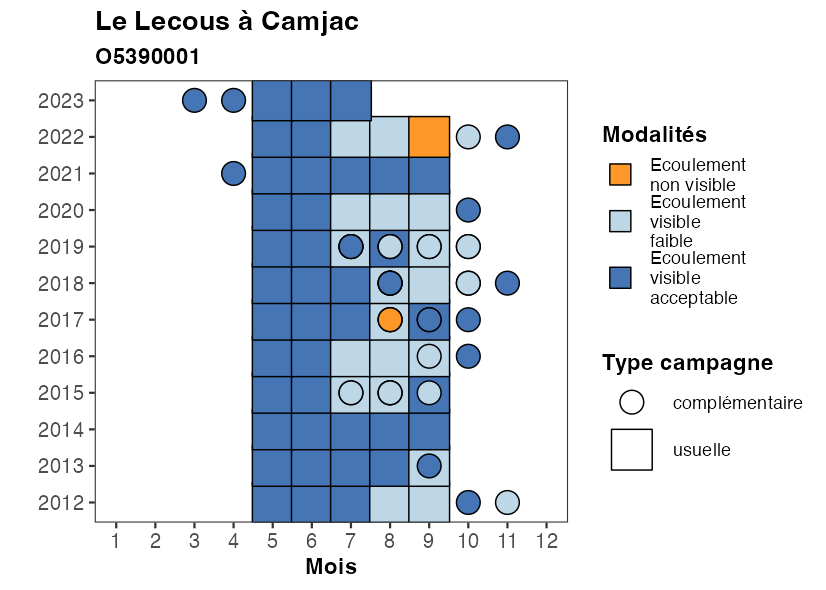 Le Lecous à Camjac
O5390001
2023
2022
2021
2020
2019
2018
2017
2016
2015
2014
2013
2012
1 2 3 4 5 6 7 8 9 10 11 12
Mois
Modalités
Ecoulement
non visible
Ecoulement
visible
faible
Ecoulement
visible
acceptable
Type campagne
complémentaire
usuelle